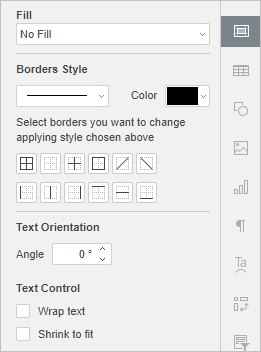 Fill
No Fill
Borders Style
Color
Select borders you want to change
applying style chosen above
Text Orientation
Angle 0 °
Text Control
Wrap text
Shrink to fit
Ta